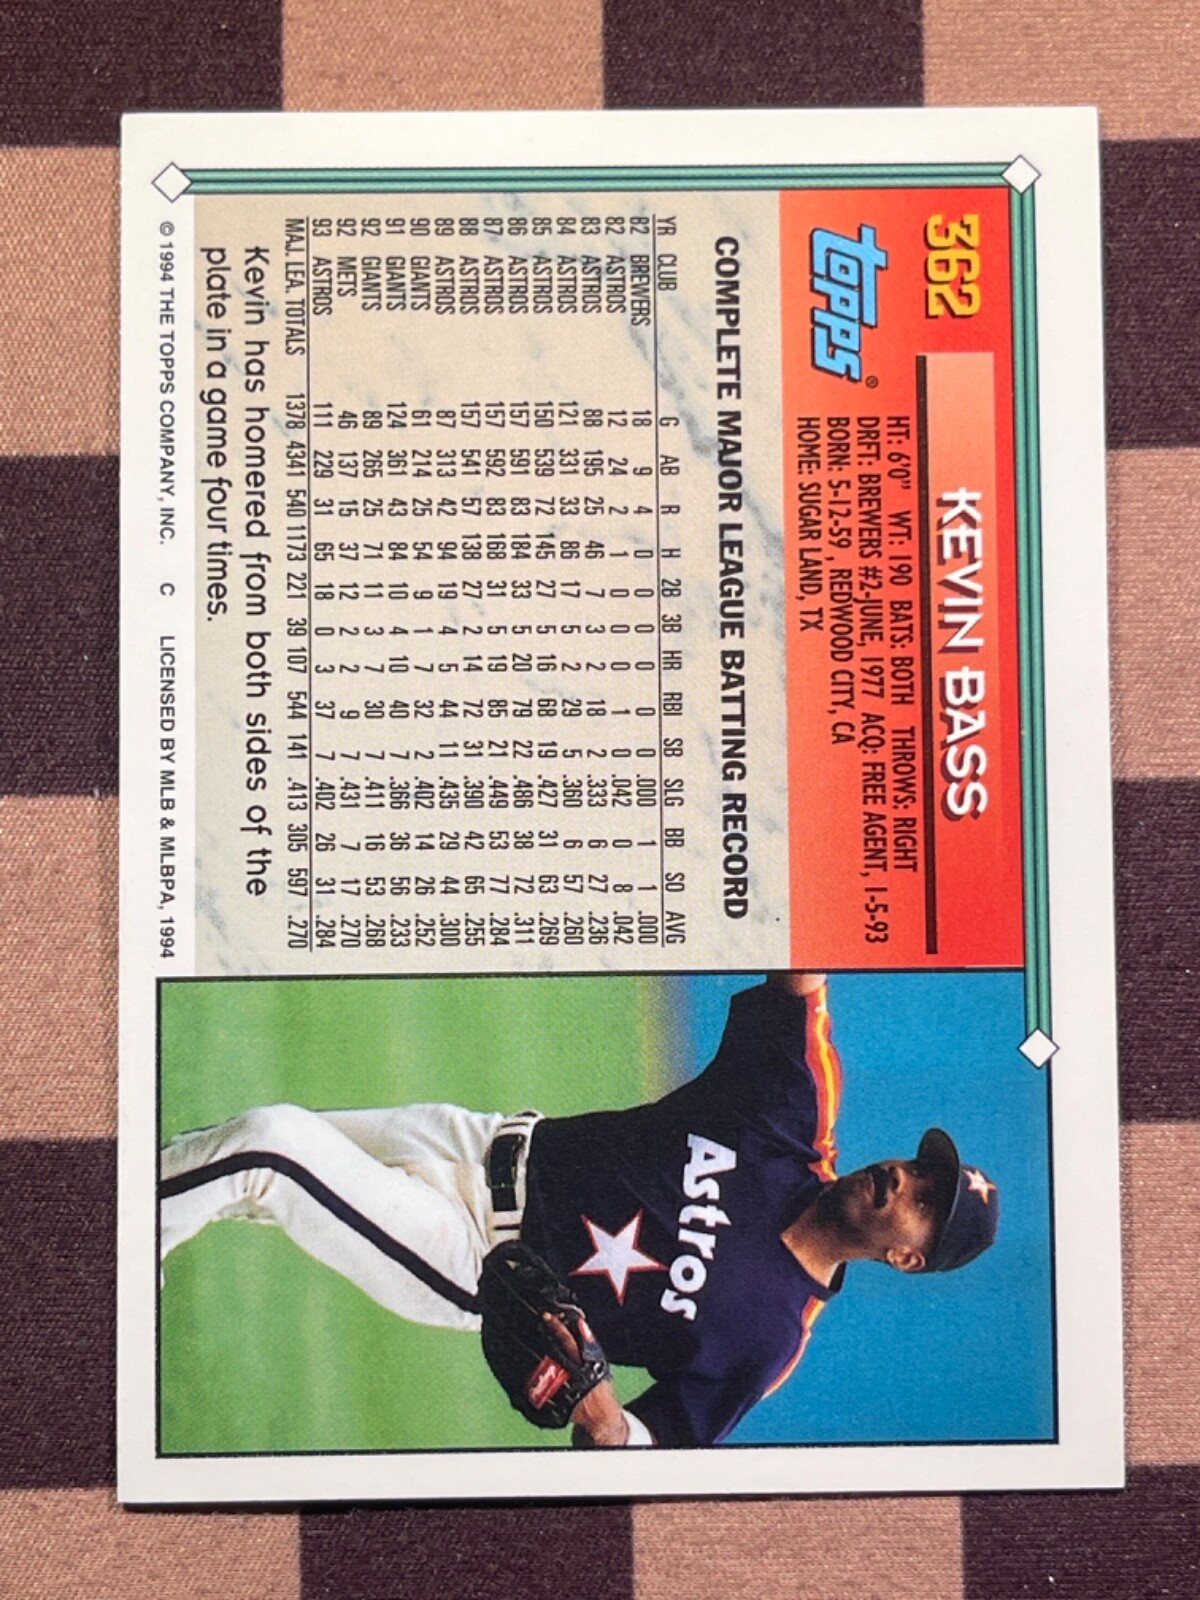 362
KEVIN BASS
Topps®
HT: 6'0" WT: 190 BATS: BOTH THROWS: RIGHT
DRFT: BREWERS #2-JUNE, 1977 ACQ: FREE AGENT, 1-5-93
BORN: 5-12-59, REDWOOD CITY, CA
HOME: SUGAR LAND, TX
COMPLETE MAJOR LEAGUE BATTING RECORD
YR CLUB G AB R H 2B 3B HR RBI SB SLG BB SO AVG
82 BREWERS 18 9 4 0 0 0 0 0 0 .000 1 1 .000
82 ASTROS 12 24 2 1 0 0 0 1 0 .042 0 8 .042
83 ASTROS 88 195 25 46 7 3 2 18 2 .333 6 27 .236
84 ASTROS 121 331 33 86 17 5 2 29 5 .360 6 57 .260
85 ASTROS 150 539 72 145 27 5 16 68 19 .427 31 63 .269
86 ASTROS 157 591 83 184 33 5 20 79 22 .486 38 72 .311
87 ASTROS 157 592 83 168 31 5 19 85 21 .449 53 77 .284
88 ASTROS 157 541 57 138 27 2 14 72 31 .390 42 65 .255
89 ASTROS 87 313 42 94 19 4 5 44 11 .435 29 44 .300
90 GIANTS 61 214 25 54 9 1 7 32 2 .402 14 26 .252
91 GIANTS 124 361 43 84 10 4 10 40 7 .366 36 56 .233
92 GIANTS 89 265 25 71 11 3 7 30 7 .411 16 53 .268
92 METS 46 137 15 37 12 2 2 9 7 .431 7 17 .270
93 ASTROS 111 229 31 65 18 0 3 37 7 .402 26 31 .284
MAJ. LEA. TOTALS 1378 4341 540 1173 221 39 107 544 141 .413 305 597 .270
Kevin has homered from both sides of the
plate in a game four times.
© 1994 THE TOPPS COMPANY, INC. C LICENSED BY MLB & MLBPA, 1994
Astros
Rawlings